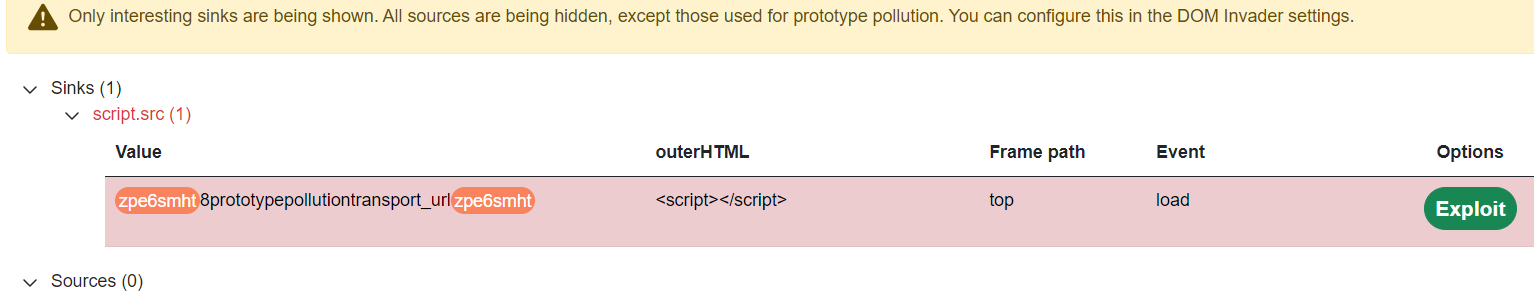 Only interesting sinks are being shown. All sources are being hidden, except those used for prototype pollution. You can configure this in the DOM Invader settings.
Sinks (1)
script.src (1)
Value outerHTML Frame path Event Options
zpe6smht8prototypepollutiontransport_urlzpe6smht <script></script> top load Exploit
Sources (0)